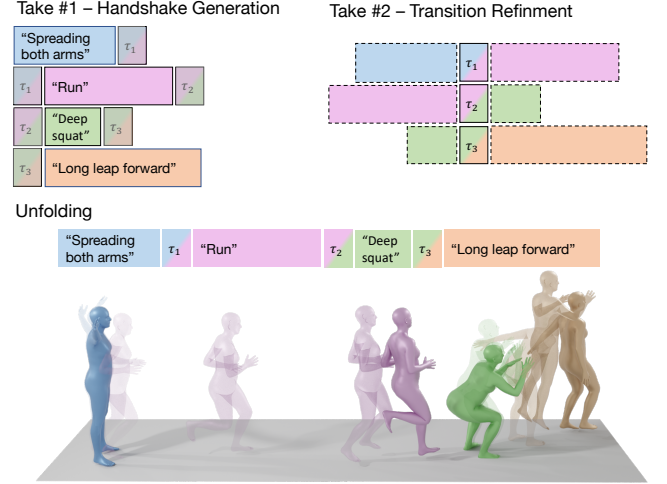 Take #1 – Handshake Generation
Take #2 – Transition Refinment
“Spreading
both arms”
τ1
τ1
“Run”
τ2
τ2
“Deep
squat”
τ3
τ3
“Long leap forward”
τ1
τ2
τ3
Unfolding
“Spreading
both arms”
τ1
“Run”
τ2
“Deep
squat”
τ3
“Long leap forward”